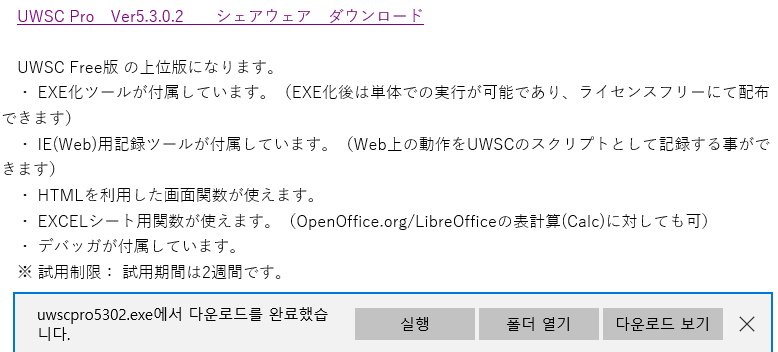 UWSC Pro　Ver5.3.0.2　　シェアウェア　ダウンロード
UWSC Free版 の上位版になります。
・ EXE化ツールが付属しています。（EXE化後は単体での実行が可能であり、ライセンスフリーにて配布
できます）
・ IE(Web)用記録ツールが付属しています。（Web上の動作をUWSCのスクリプトとして記録する事がで
きます）
・ HTMLを利用した画面関数が使えます。
・ EXCELシート用関数が使えます。（OpenOffice.org/LibreOfficeの表計算(Calc)に対しても可）
・ デバッガが付属しています。
※ 試用制限： 試用期間は2週間です。
uwscpro5302.exe에서 다운로드를 완료했습
니다.
실행
폴더 열기
다운로드 보기